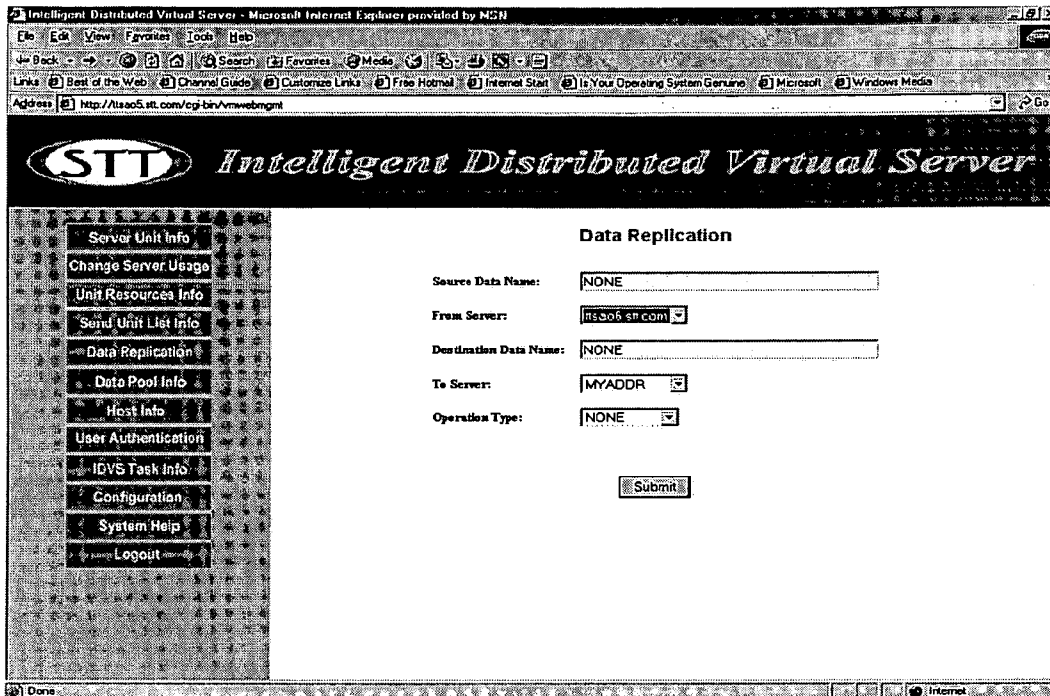 Intelligent Distributed Virtual Server - Microsoft Internet Explorer provided by MSN
File Edit View Favorites Tools Help
Back Search Favorites Media
Links Best of the Web Channel Guide Customize Links Free Hotmail Internet Start Is Your Operating System Genuine Microsoft Windows Media
Address http://ttsao5.stt.com/cgi-bin/vmwebmgmt Go
STT Intelligent Distributed Virtual Server
Server Unit Info
Change Server Usage
Unit Resources Info
Send Unit List Info
Data Replication
Data Pool Info
Host Info
User Authentication
IDVS Task Info
Configuration
System Help
Logout
Data Replication
Source Data Name: NONE
From Server: ttsao6.stt.com
Destination Data Name: NONE
To Server: MYADDR
Operation Type: NONE
Submit
Done Internet